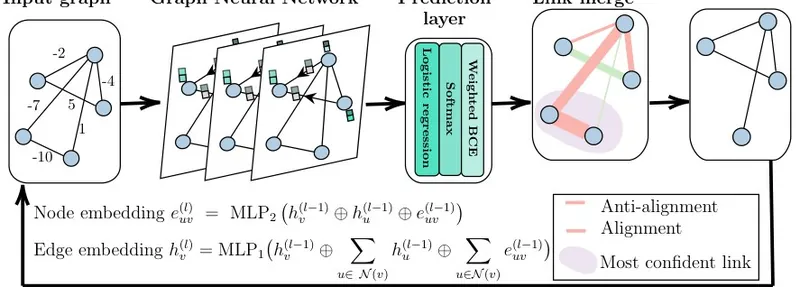 Input graph
Graph Neural Network
Prediction
layer
Link merge
-2
-4
-7
5
1
-10
Logistic regression
Softmax
Weighted BCE
Node embedding e_{uv}^{(l)} = MLP_2(h_v^{(l-1)} ⊕ h_u^{(l-1)} ⊕ e_{uv}^{(l-1)})
Edge embedding h_v^{(l)} = MLP_1(h_v^{(l-1)} ⊕ ∑_{u∈N(v)} h_u^{(l-1)} ⊕ ∑_{u∈N(v)} e_{uv}^{(l-1)})
Anti-alignment
Alignment
Most confident link